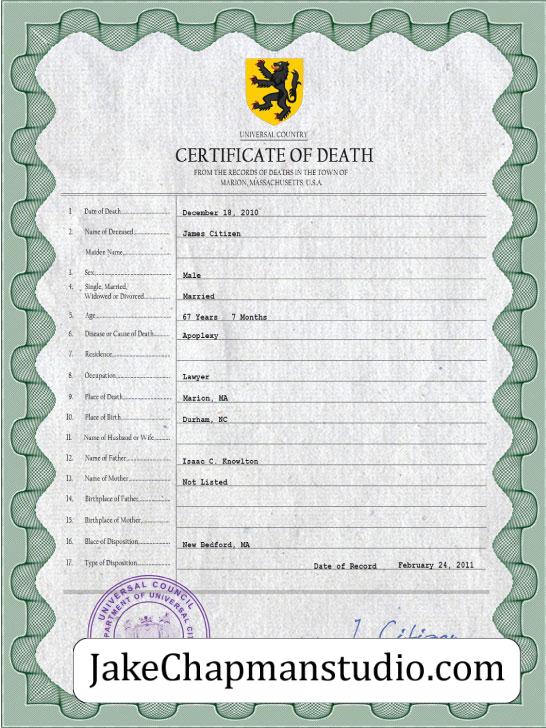 UNIVERSAL COUNTRY
CERTIFICATE OF DEATH
FROM THE RECORDS OF DEATHS IN THE TOWN OF
MARION, MASSACHUSETTS, U.S.A.
1. Date of Death December 18, 2010
2. Name of Deceased James Citizen
Maiden Name
3. Sex Male
4. Single, Married,
Widowed or Divorced Married
5. Age 67 Years 7 Months
6. Disease or Cause of Death Apoplexy
7. Residence
8. Occupation Lawyer
9. Place of Death Marion, MA
10. Place of Birth Durham, NC
11. Name of Husband or Wife
12. Name of Father Isaac C. Knowlton
13. Name of Mother Not Listed
14. Birthplace of Father
15. Birthplace of Mother
16. Blace of Disposition New Bedford, MA
17. Type of Disposition Date of Record February 24, 2011
UNIVERSAL COUNCIL
PARTMENT OF UNIVERSAL CIT
J Citizen
JakeChapmanstudio.com